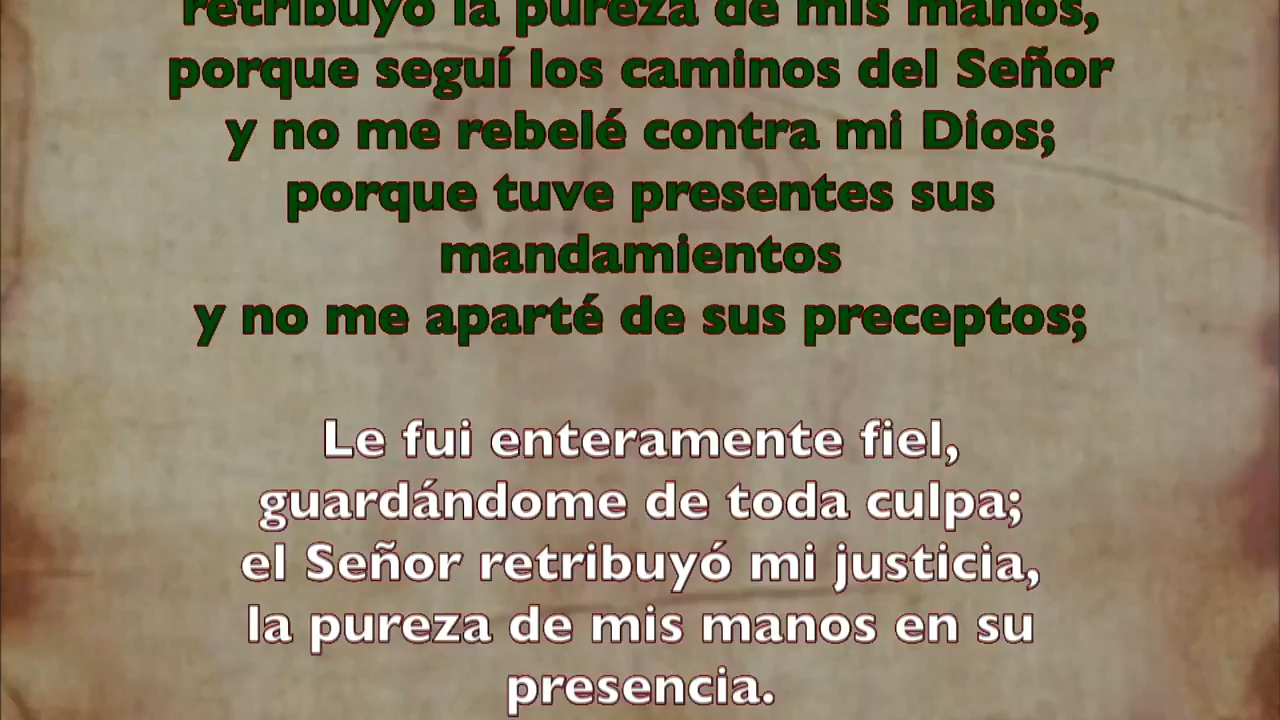 retribuyó la pureza de mis manos,
porque seguí los caminos del Señor
y no me rebelé contra mi Dios;
porque tuve presentes sus
mandamientos
y no me aparté de sus preceptos;
Le fui enteramente fiel,
guardándome de toda culpa;
el Señor retribuyó mi justicia,
la pureza de mis manos en su
presencia.